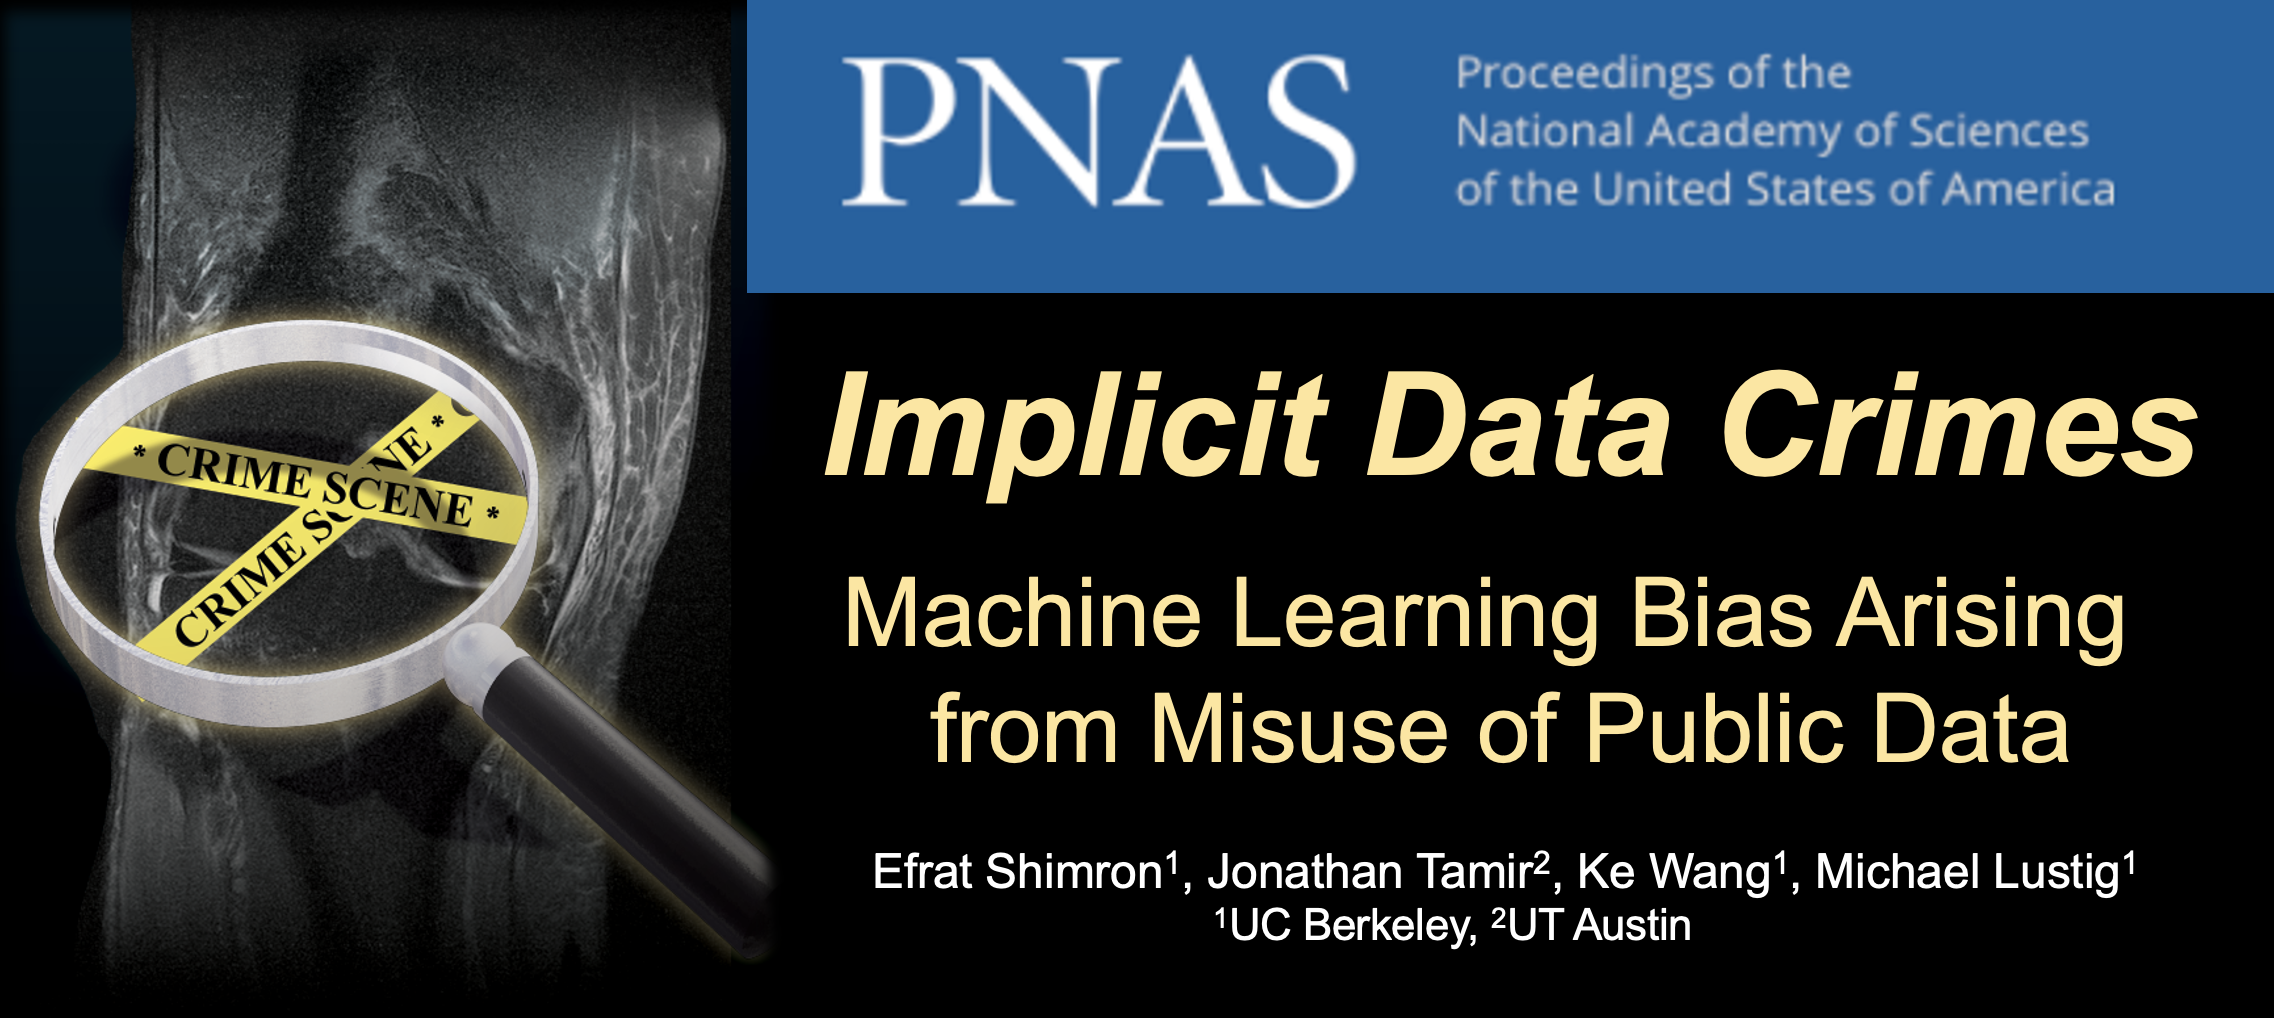 PNAS
Proceedings of the
National Academy of Sciences
of the United States of America
Implicit Data Crimes
Machine Learning Bias Arising
from Misuse of Public Data
Efrat Shimron¹, Jonathan Tamir², Ke Wang¹, Michael Lustig¹
¹UC Berkeley, ²UT Austin
* CRIME SCENE *
CRIME SCENE *